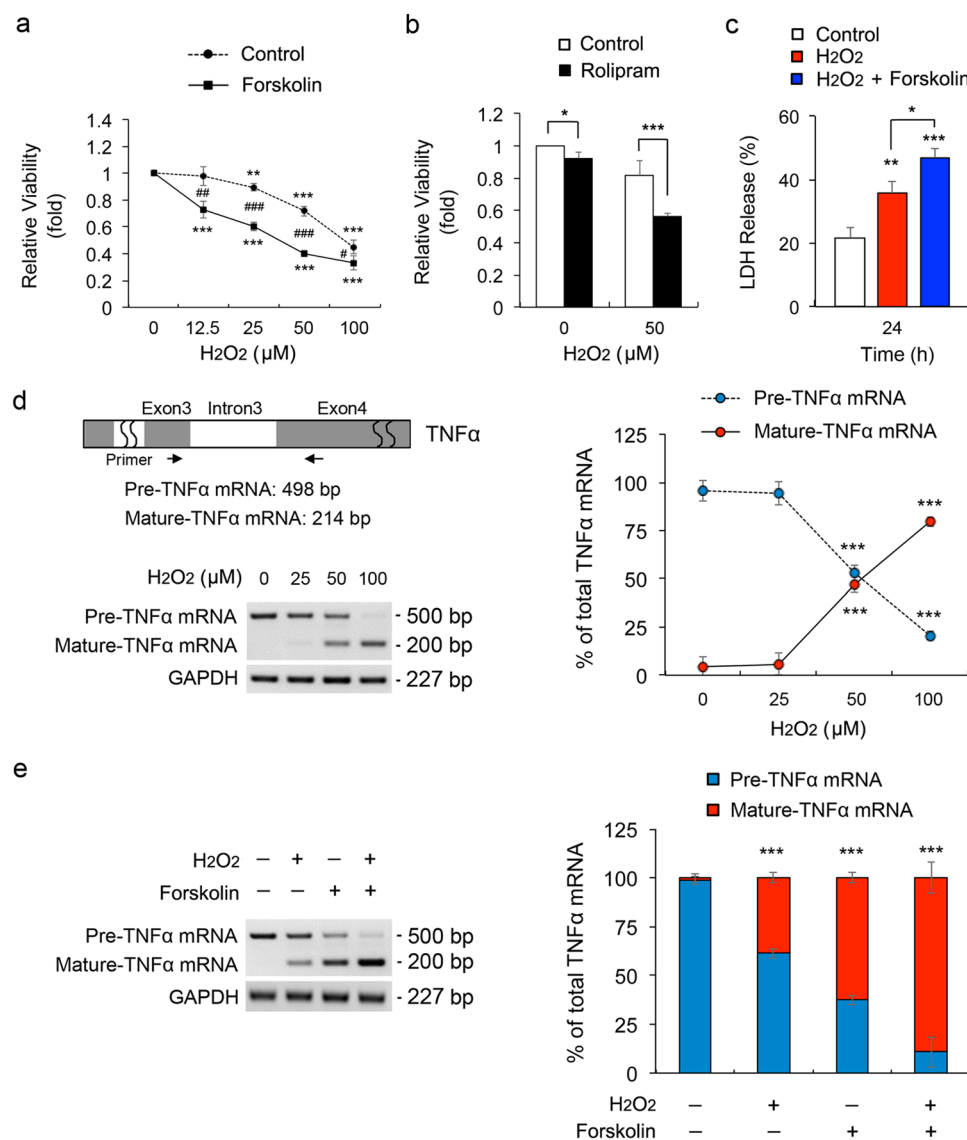 a
Control
Forskolin
1.4
1.2
1
0.8
0.6
0.4
0.2
0
Relative Viability
(fold)
**
***
***
##
###
###
#
***
***
***
***
0 12.5 25 50 100
H2O2 (µM)
b
Control
Rolipram
1.2
1
0.8
0.6
0.4
0.2
0
Relative Viability
(fold)
*
***
0 50
H2O2 (µM)
c
Control
H2O2
H2O2 + Forskolin
60
40
20
0
LDH Release (%)
*
**
***
24
Time (h)
d
Exon3 Intron3 Exon4
TNFα
Primer
Pre-TNFα mRNA: 498 bp
Mature-TNFα mRNA: 214 bp
H2O2 (µM) 0 25 50 100
Pre-TNFα mRNA - 500 bp
Mature-TNFα mRNA - 200 bp
GAPDH - 227 bp
Pre-TNFα mRNA
Mature-TNFα mRNA
125
100
75
50
25
0
% of total TNFα mRNA
***
***
***
***
0 25 50 100
H2O2 (µM)
e
H2O2 – + – +
Forskolin – – + +
Pre-TNFα mRNA - 500 bp
Mature-TNFα mRNA - 200 bp
GAPDH - 227 bp
Pre-TNFα mRNA
Mature-TNFα mRNA
125
100
75
50
25
0
% of total TNFα mRNA
*** *** ***
H2O2 – + – +
Forskolin – – + +